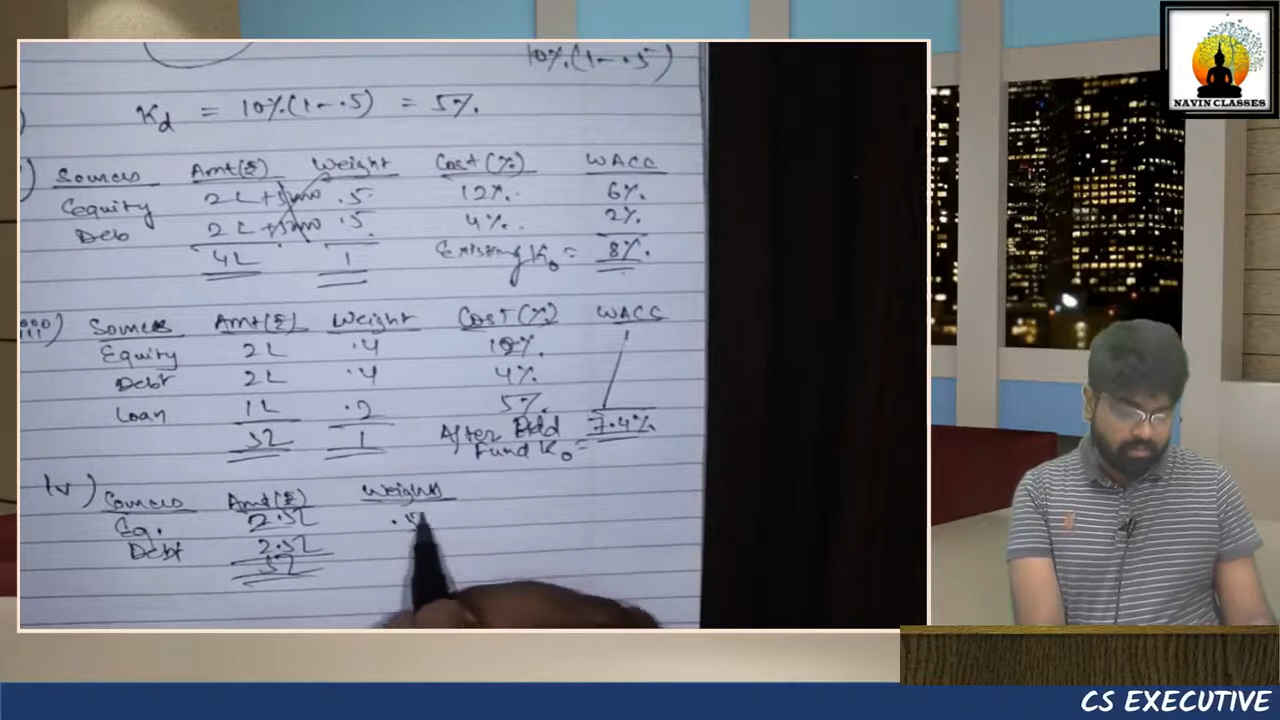 10%.(1-.5)
Kd = 10%(1-.5) = 5%.
Sources Amt(₹) Weight Cost(%) WACC
Equity 2L .5 12%. 6%.
Deb 2L .5 4%. 2%.
4L 1 Existing Ko = 8%.
iii) Sources Amt(₹) Weight Cost(%) WACC
Equity 2L .4 12%.
Debt 2L .4 4%.
Loan 1L .2 5%.
5L 1 After Add 7.4%
Fund Ko =
iv) Sources Amt(₹) Weight
Eq. 2.5L
Debt 2.5L
5L
NAVIN CLASSES
CS EXECUTIVE